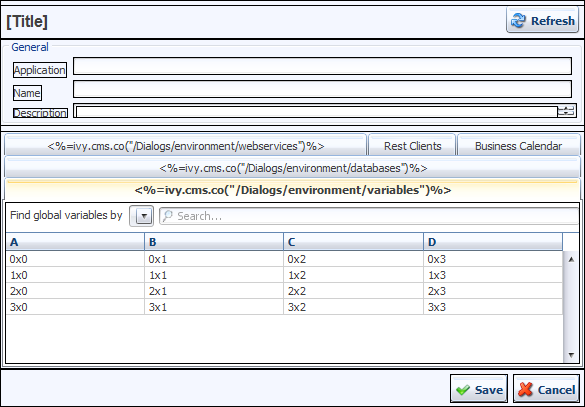 [Title] Refresh
General
Application
Name
Description
<%=ivy.cms.co("/Dialogs/environment/webservices")%> Rest Clients Business Calendar
<%=ivy.cms.co("/Dialogs/environment/databases")%>
<%=ivy.cms.co("/Dialogs/environment/variables")%>
Find global variables by Search...
A B C D
0x0 0x1 0x2 0x3
1x0 1x1 1x2 1x3
2x0 2x1 2x2 2x3
3x0 3x1 3x2 3x3
Save Cancel